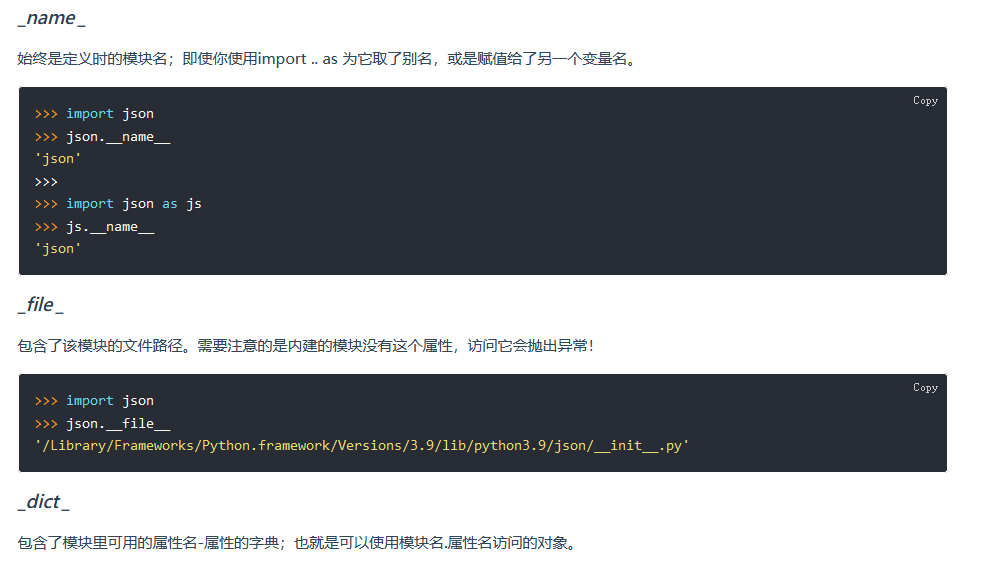 _name_
始终是定义时的模块名；即使你使用import .. as 为它取了别名，或是赋值给了另一个变量名。
Copy
>>> import json
>>> json.__name__
'json'
>>>
>>> import json as js
>>> js.__name__
'json'
_file_
包含了该模块的文件路径。需要注意的是内建的模块没有这个属性，访问它会抛出异常！
Copy
>>> import json
>>> json.__file__
'/Library/Frameworks/Python.framework/Versions/3.9/lib/python3.9/json/__init__.py'
_dict_
包含了模块里可用的属性名-属性的字典；也就是可以使用模块名.属性名访问的对象。